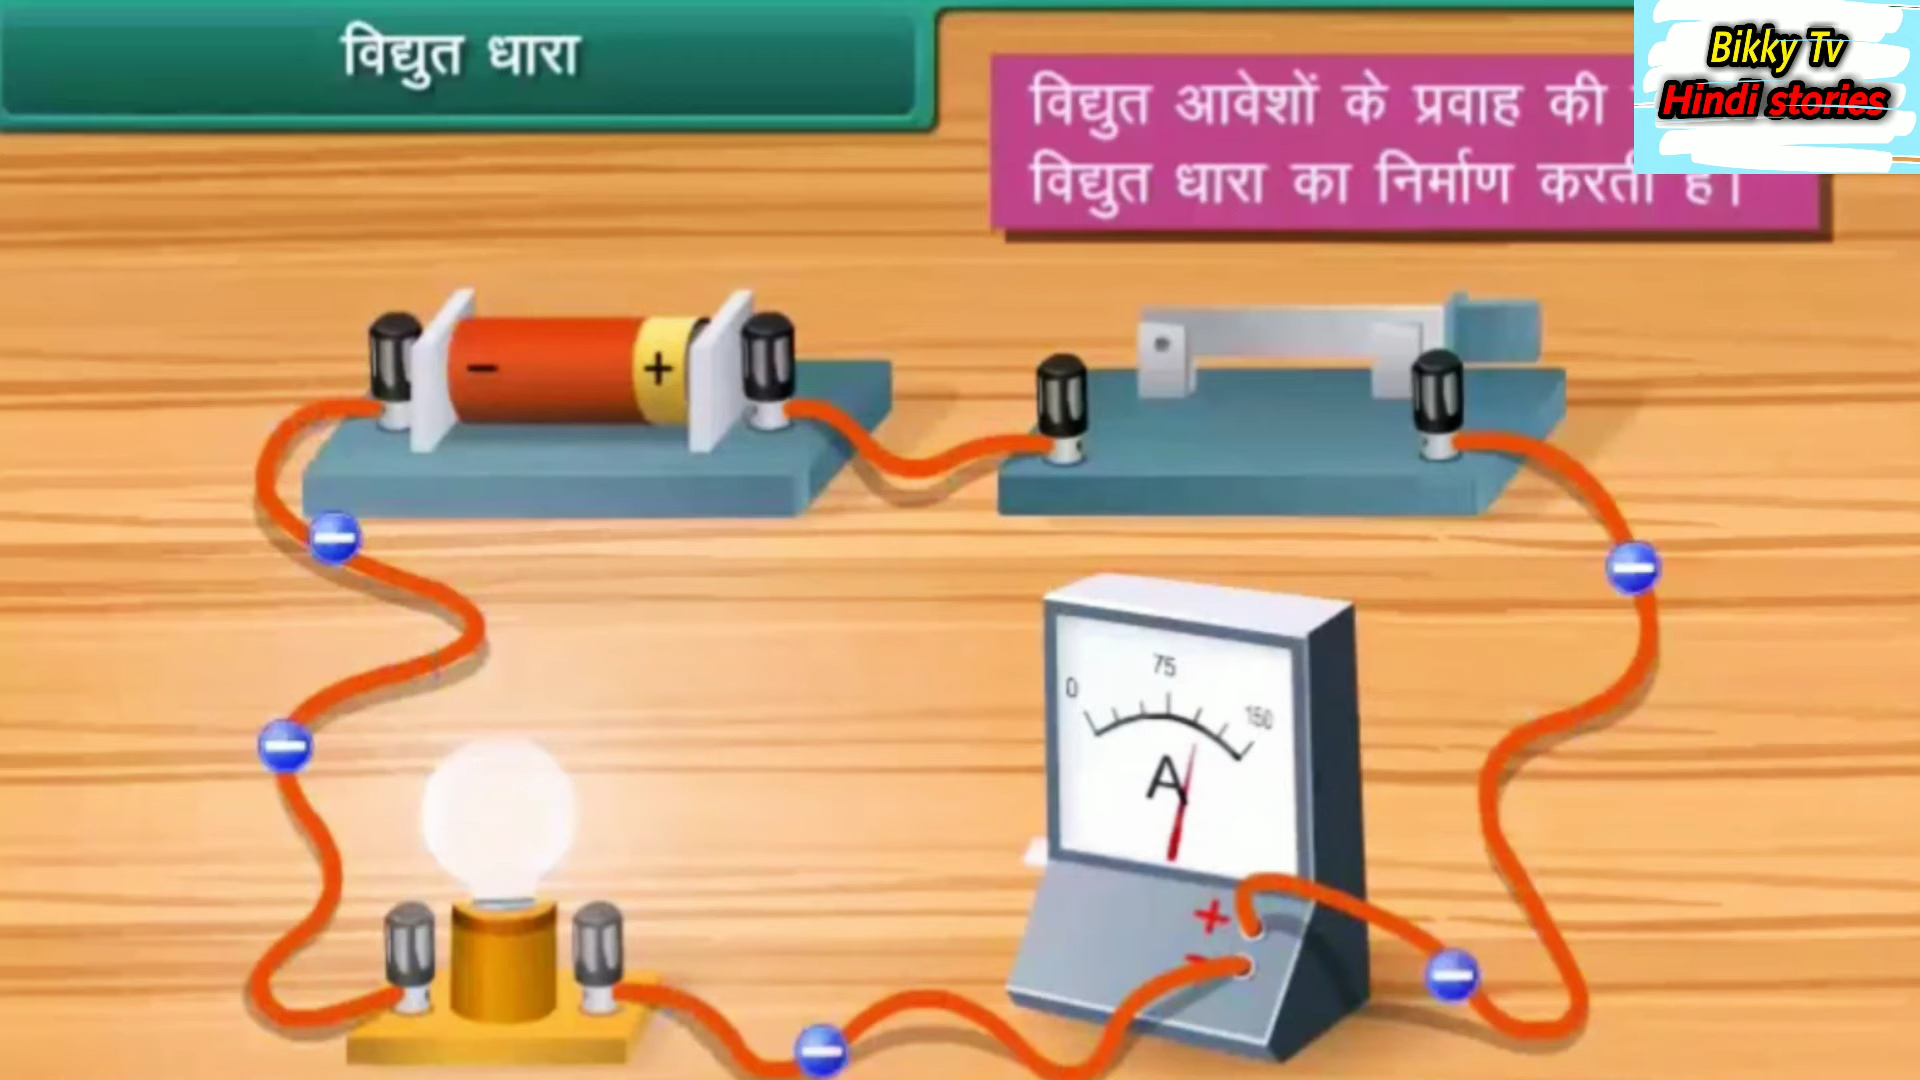 विद्युत धारा
विद्युत आवेशों के प्रवाह की
विद्युत धारा का निर्माण करती है।
Bikky Tv
Hindi stories
−
+
0
75
150
A
+
-